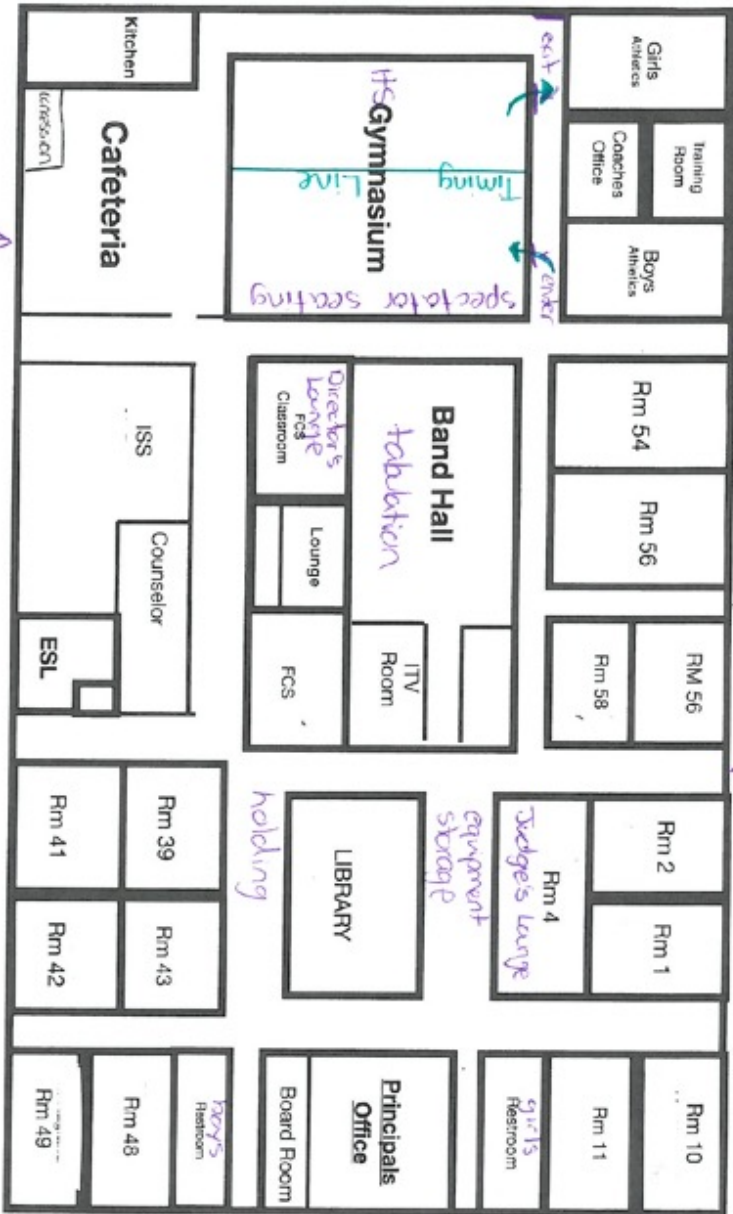 Rm 10
Rm 11
girls
Restroom
Principals
Office
Board Room
boys
Restroom
Rm 48
Rm 49
Rm 2
Rm 1
Rm 4
Judge's Lounge
equipment
storage
LIBRARY
holding
Rm 39
Rm 43
Rm 41
Rm 42
RM 56
Rm 58
Rm 54
Rm 56
Band Hall
tabulation
ITV
Room
Director's
Lounge
FCS
Classroom
Lounge
FCS
ISS
Counselor
ESL
Girls
Athletics
Training
Room
Coaches
Office
Boys
Athletics
exit
enter
HS Gymnasium
Timing
Line
spectator seating
Kitchen
concession
Cafeteria